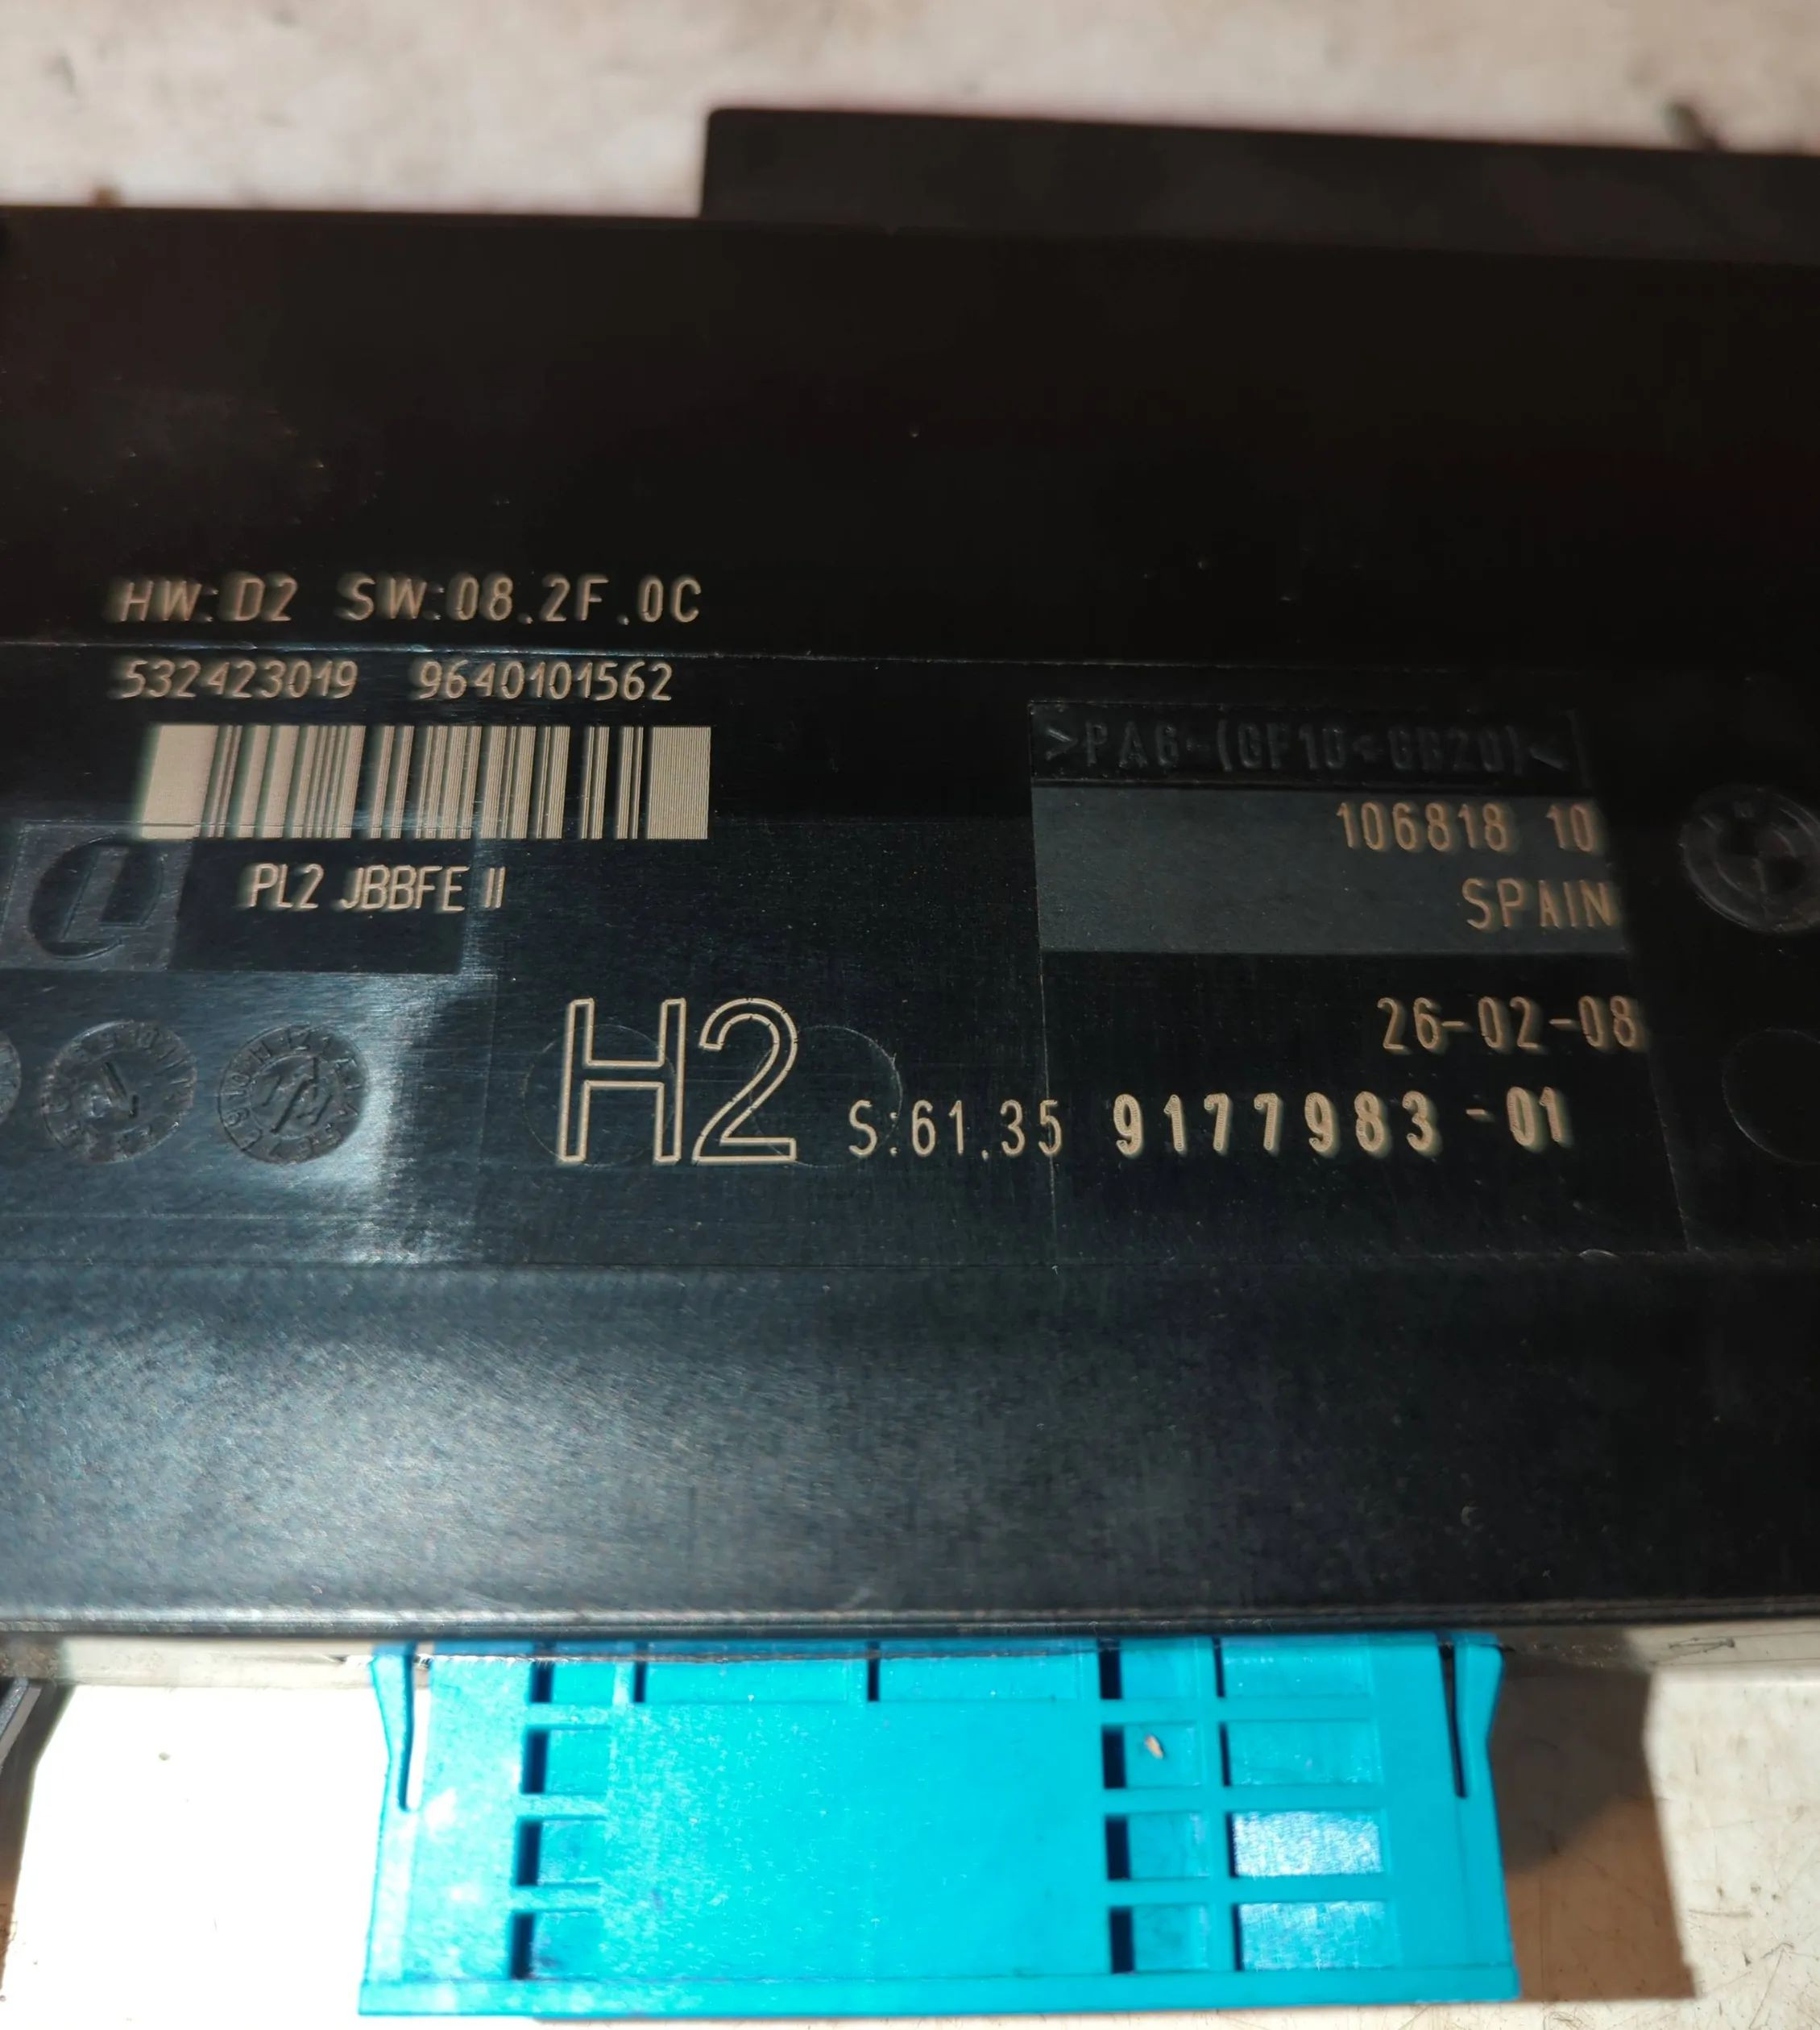 HW:D2 SW:08.2F.0C
532423019 9640101562
>PA6-(GF10+GB20)<
106818 10
PL2 JBBFE II
SPAIN
26-02-08
H2 S:61.35 9177983-01